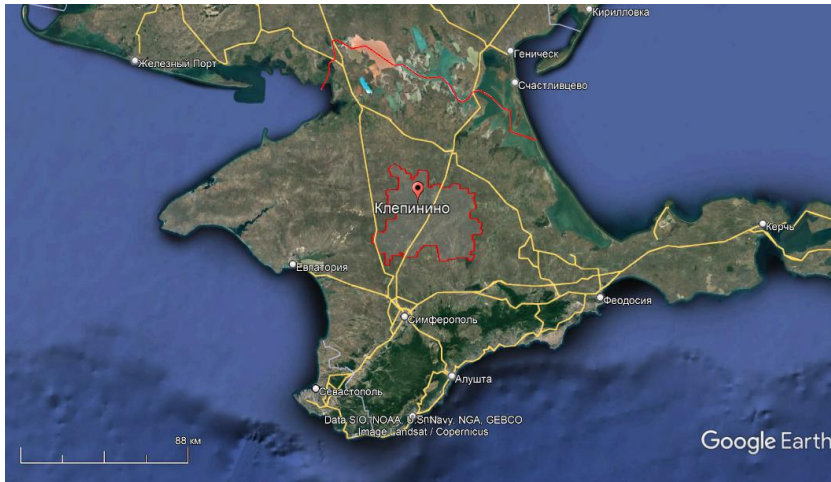 Кирилловка
Геническ
Железный Порт
Счастливцево
Клепинино
Керчь
Евпатория
Феодосия
Симферополь
Алушта
Севастополь
Data SIO, NOAA, U.S. Navy, NGA, GEBCO
Image Landsat / Copernicus
88 км
Google Earth